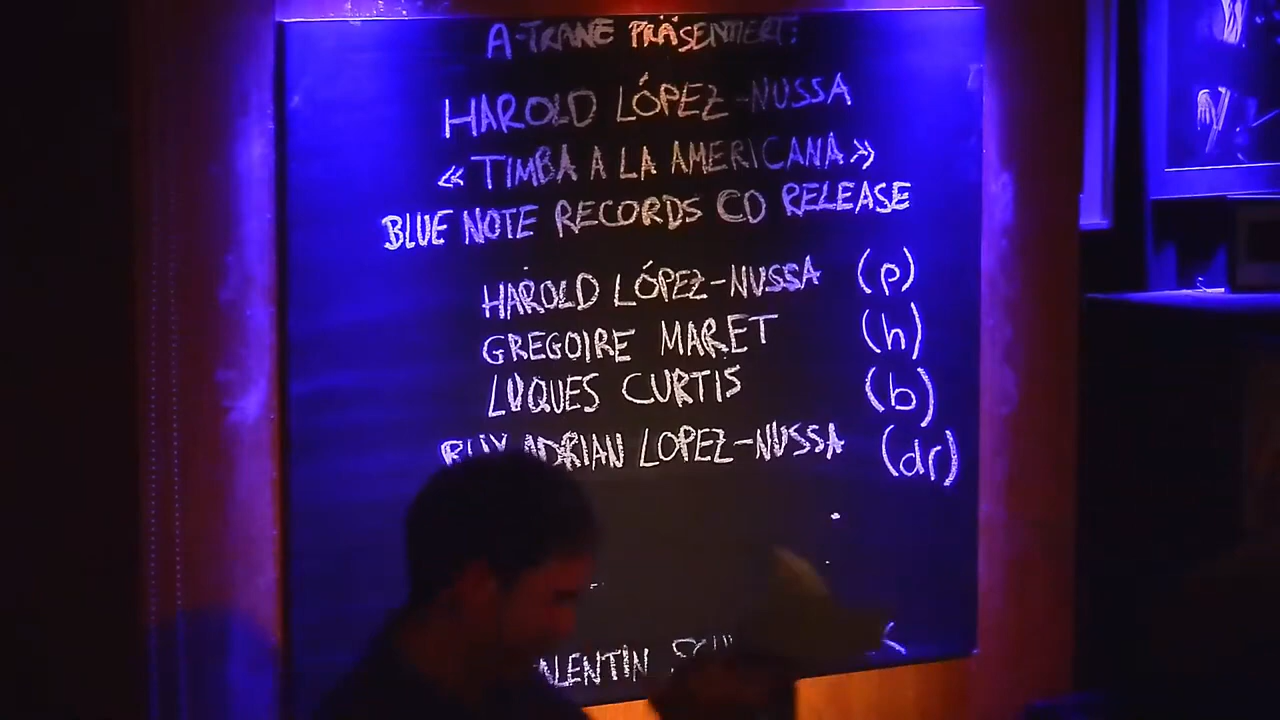 A-TRANE PRÄSENTIERT:
HAROLD LÓPEZ-NUSSA
« TIMBA A LA AMERICANA »
BLUE NOTE RECORDS CD RELEASE
HAROLD LÓPEZ-NUSSA (p)
GREGOIRE MARET (h)
LUQUES CURTIS (b)
ADRIAN LOPEZ-NUSSA (dr)